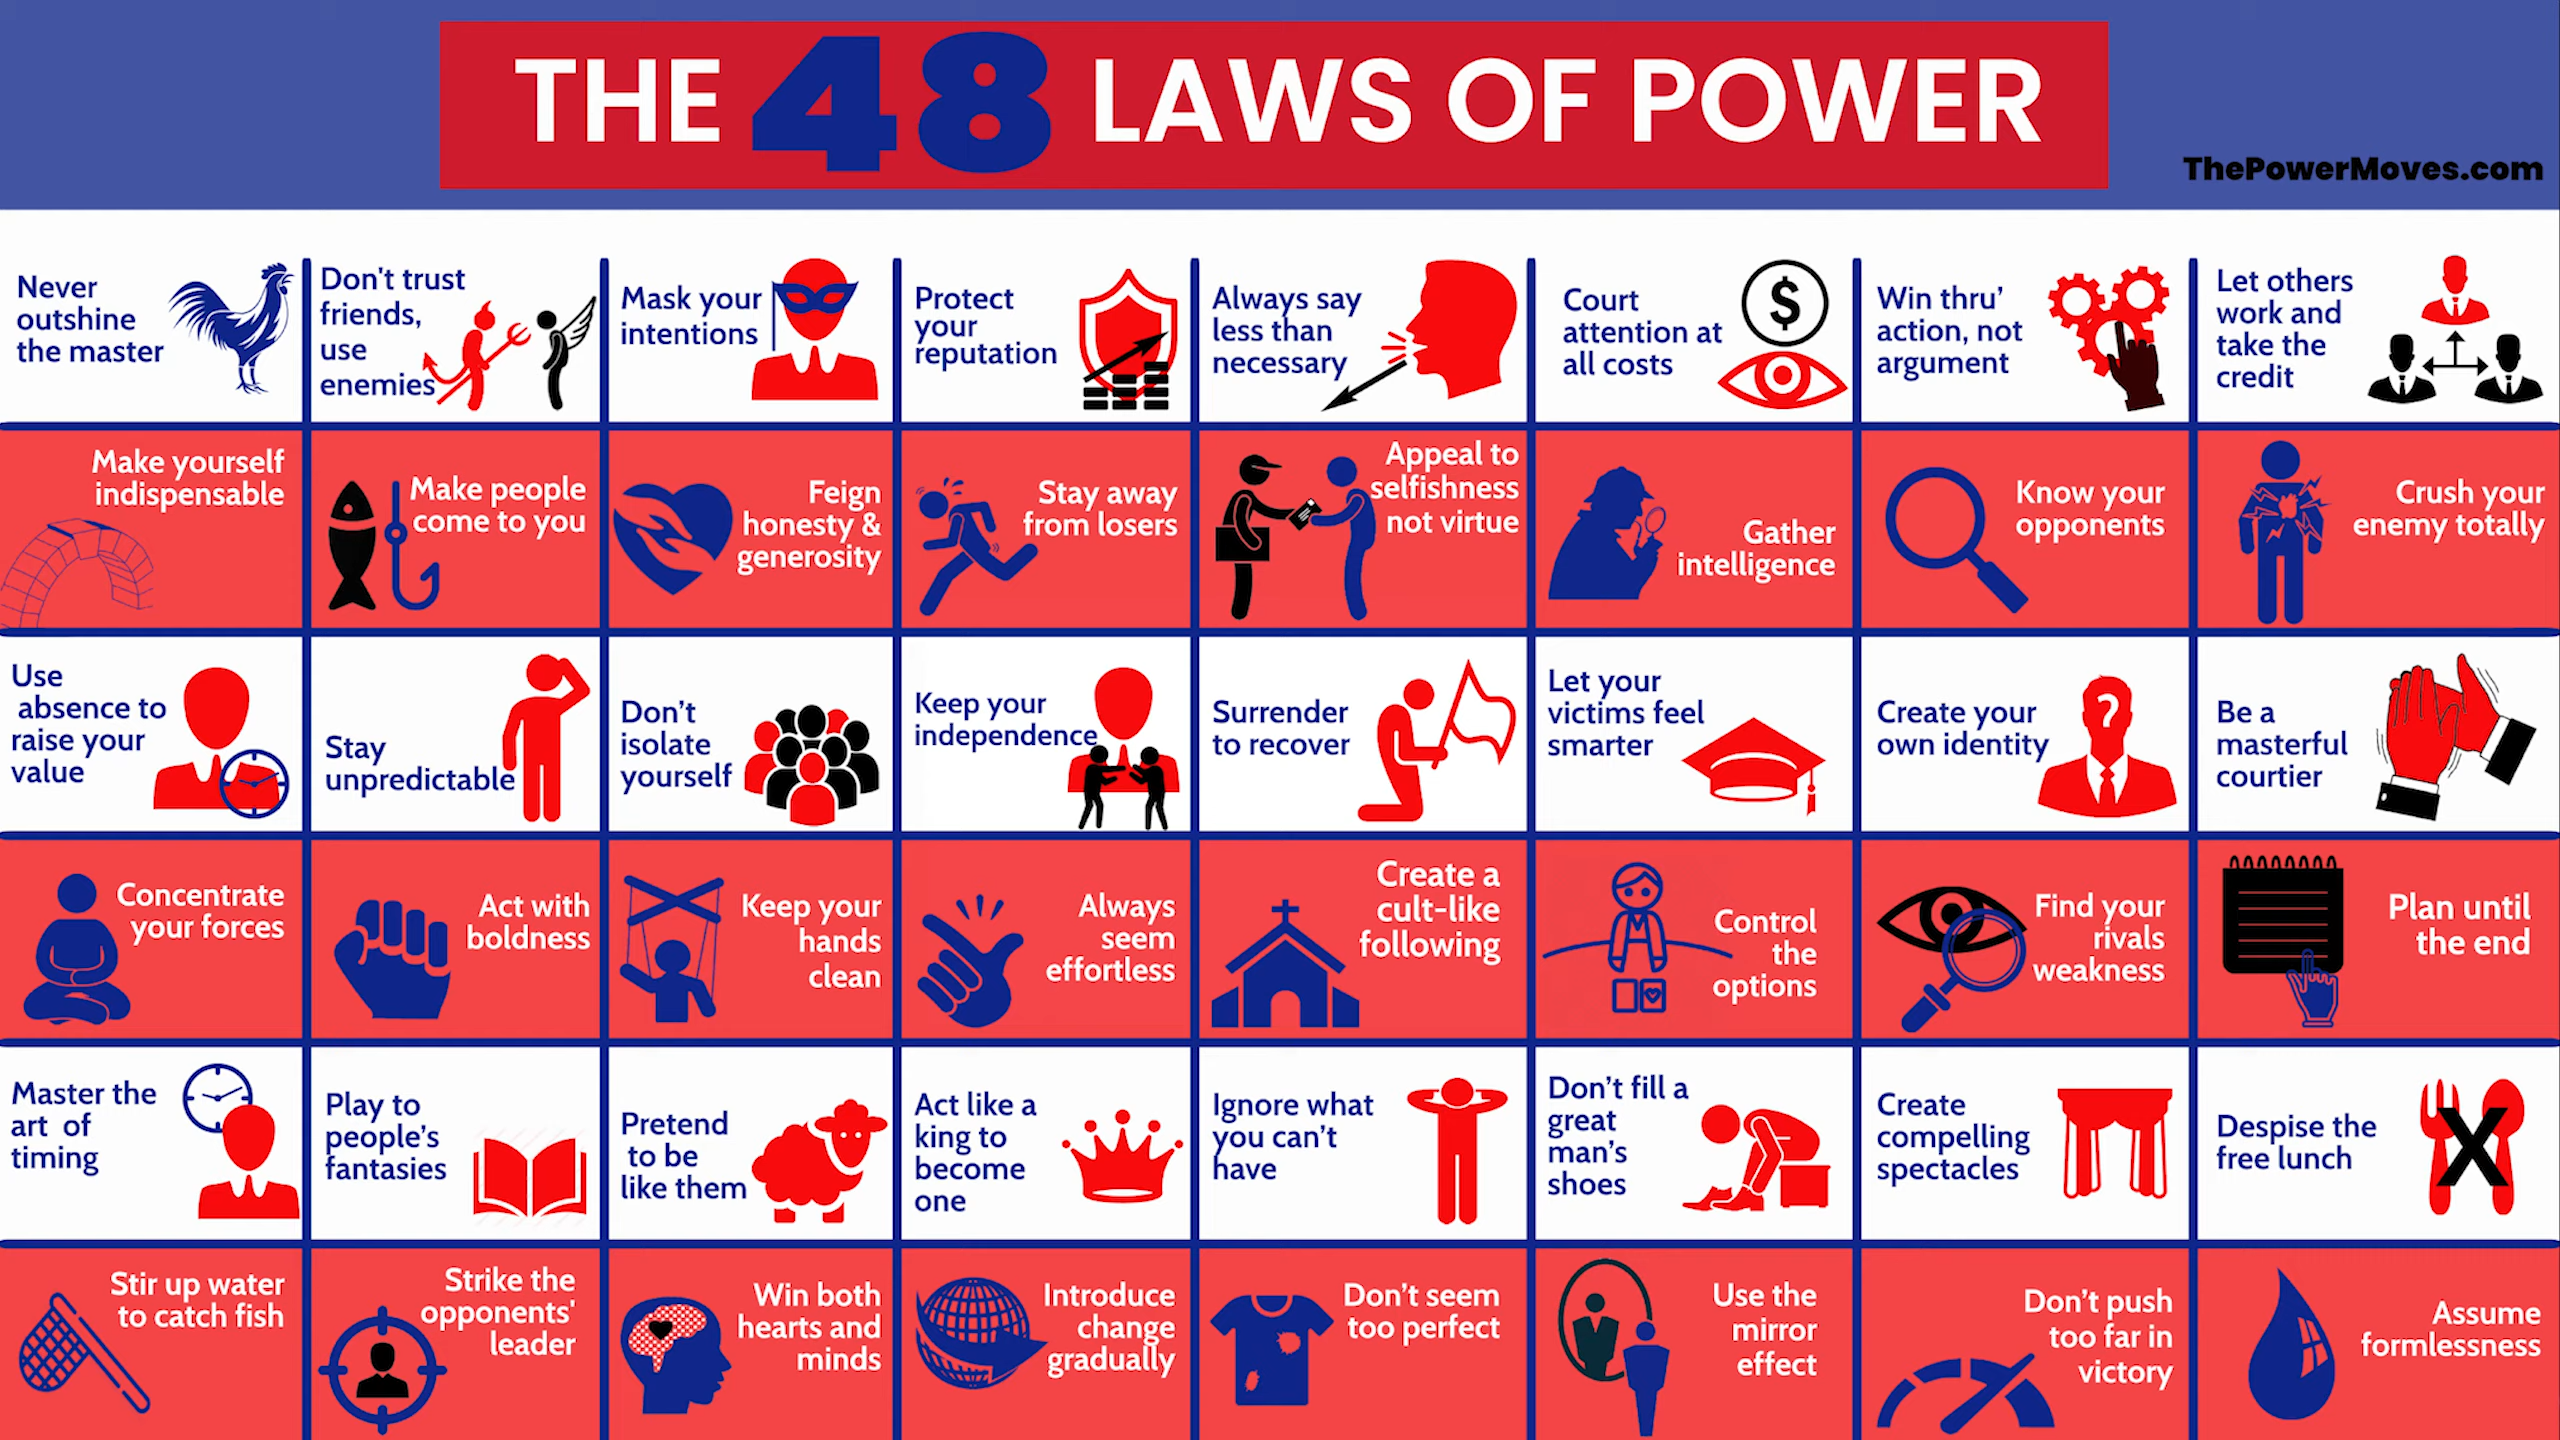 THE 48 LAWS OF POWER
ThePowerMoves.com
Never
outshine
the master
Don't trust
friends,
use
enemies
Mask your
intentions
Protect
your
reputation
Always say
less than
necessary
Court
attention at
all costs
Win thru'
action, not
argument
Let others
work and
take the
credit
Make yourself
indispensable
Make people
come to you
Feign
honesty &
generosity
Stay away
from losers
Appeal to
selfishness
not virtue
Gather
intelligence
Know your
opponents
Crush your
enemy totally
Use
absence to
raise your
value
Stay
unpredictable
Don't
isolate
yourself
Keep your
independence
Surrender
to recover
Let your
victims feel
smarter
Create your
own identity
?
Be a
masterful
courtier
Concentrate
your forces
Act with
boldness
Keep your
hands
clean
Always
seem
effortless
Create a
cult-like
following
Control
the
options
Find your
rivals
weakness
Plan until
the end
Master the
art of
timing
Play to
people's
fantasies
Pretend
to be
like them
Act like a
king to
become
one
Ignore what
you can't
have
Don't fill a
great
man's
shoes
Create
compelling
spectacles
Despise the
free lunch
X
Stir up water
to catch fish
Strike the
opponents'
leader
Win both
hearts and
minds
Introduce
change
gradually
Don't seem
too perfect
Use the
mirror
effect
Don't push
too far in
victory
Assume
formlessness